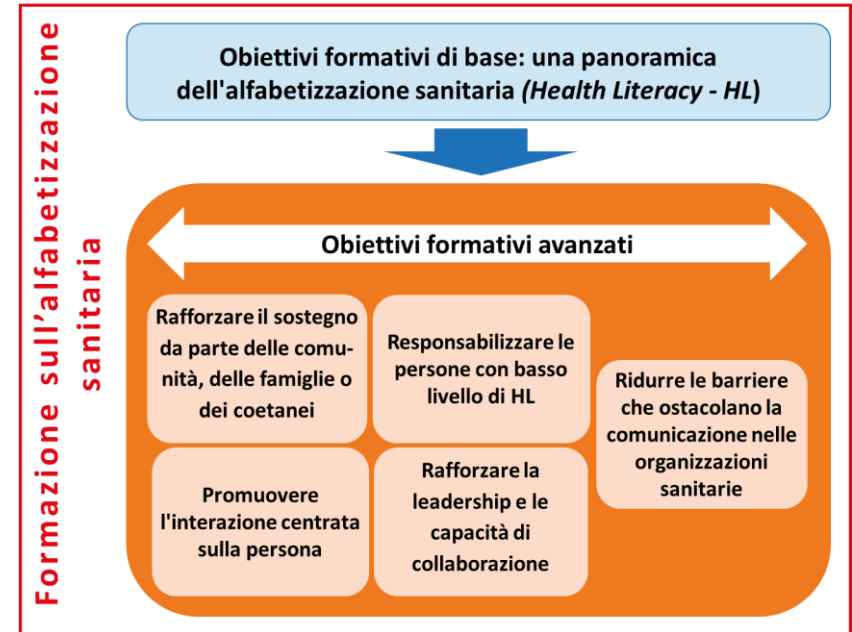 Formazione sull'alfabetizzazione
sanitaria
Obiettivi formativi di base: una panoramica
dell'alfabetizzazione sanitaria (Health Literacy - HL)
Obiettivi formativi avanzati
Rafforzare il sostegno
da parte delle comu-
nità, delle famiglie o
dei coetanei
Responsabilizzare le
persone con basso
livello di HL
Ridurre le barriere
che ostacolano la
comunicazione nelle
organizzazioni
sanitarie
Promuovere
l'interazione centrata
sulla persona
Rafforzare la
leadership e le
capacità di
collaborazione